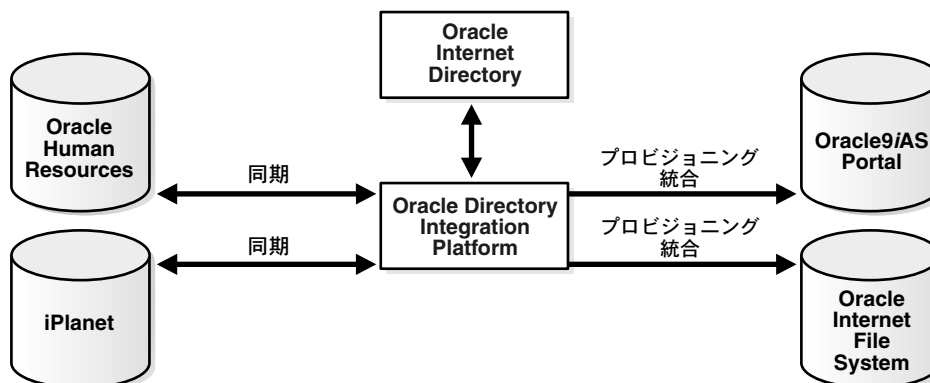 Oracle
Internet
Directory
Oracle
Human
Resources
Oracle9iAS
Portal
同期
プロビジョニング
統合
Oracle Directory
Integration
Platform
同期
プロビジョニング
統合
iPlanet
Oracle
Internet
File
System